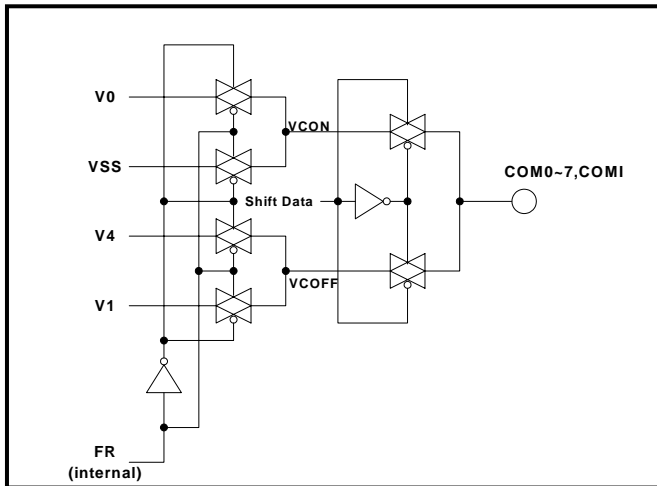 V0
VCON
VSS
COM0~7,COMI
Shift Data
V4
VCOFF
V1
FR
(internal)